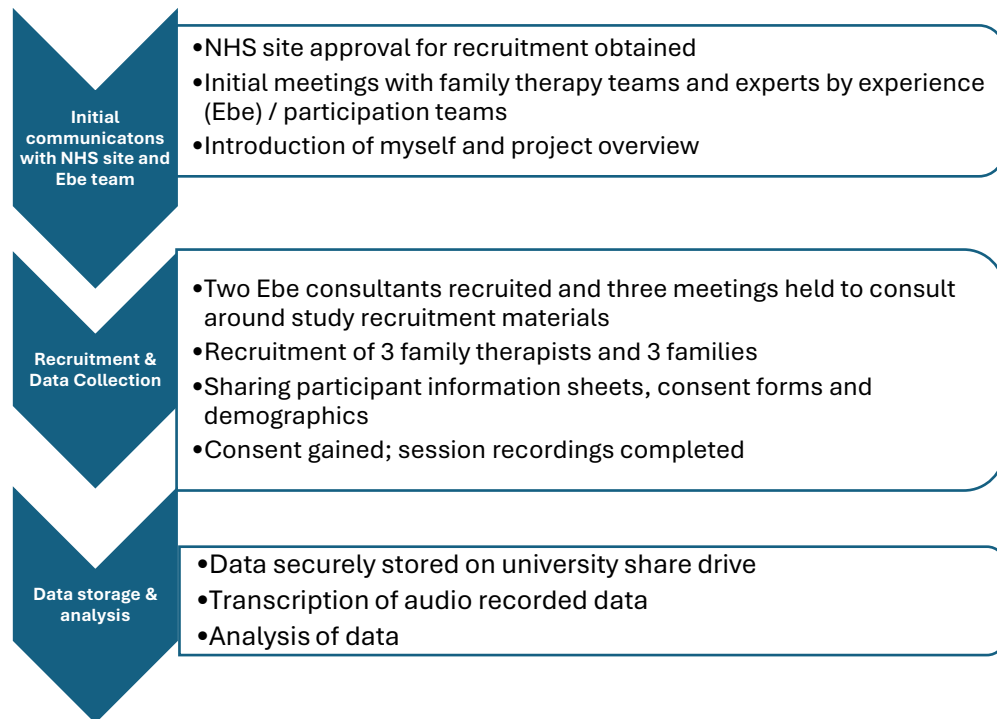 Initial
communicatons
with NHS site and
Ebe team
•NHS site approval for recruitment obtained
•Initial meetings with family therapy teams and experts by experience
(Ebe) / participation teams
•Introduction of myself and project overview
Recruitment &
Data Collection
•Two Ebe consultants recruited and three meetings held to consult
around study recruitment materials
•Recruitment of 3 family therapists and 3 families
•Sharing participant information sheets, consent forms and
demographics
•Consent gained; session recordings completed
Data storage &
analysis
•Data securely stored on university share drive
•Transcription of audio recorded data
•Analysis of data